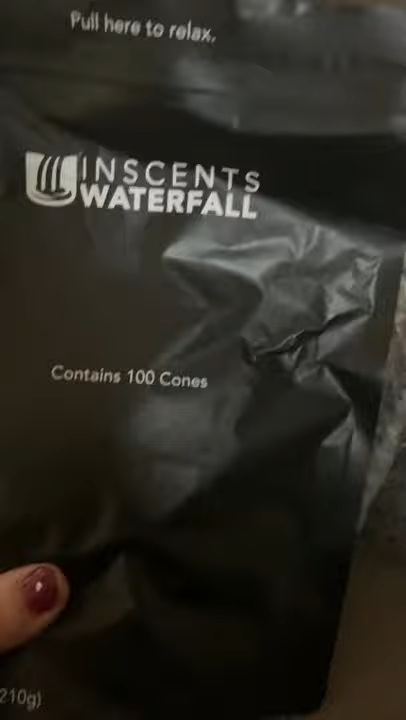 Pull here to relax.
INSCENTS
WATERFALL
Contains 100 Cones
210g)